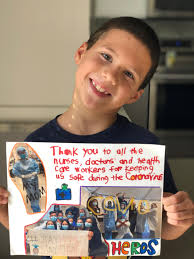 Thank you to all the
nurses, doctors and health
care workers for keeping
us safe during the Coronavirus
HEROS